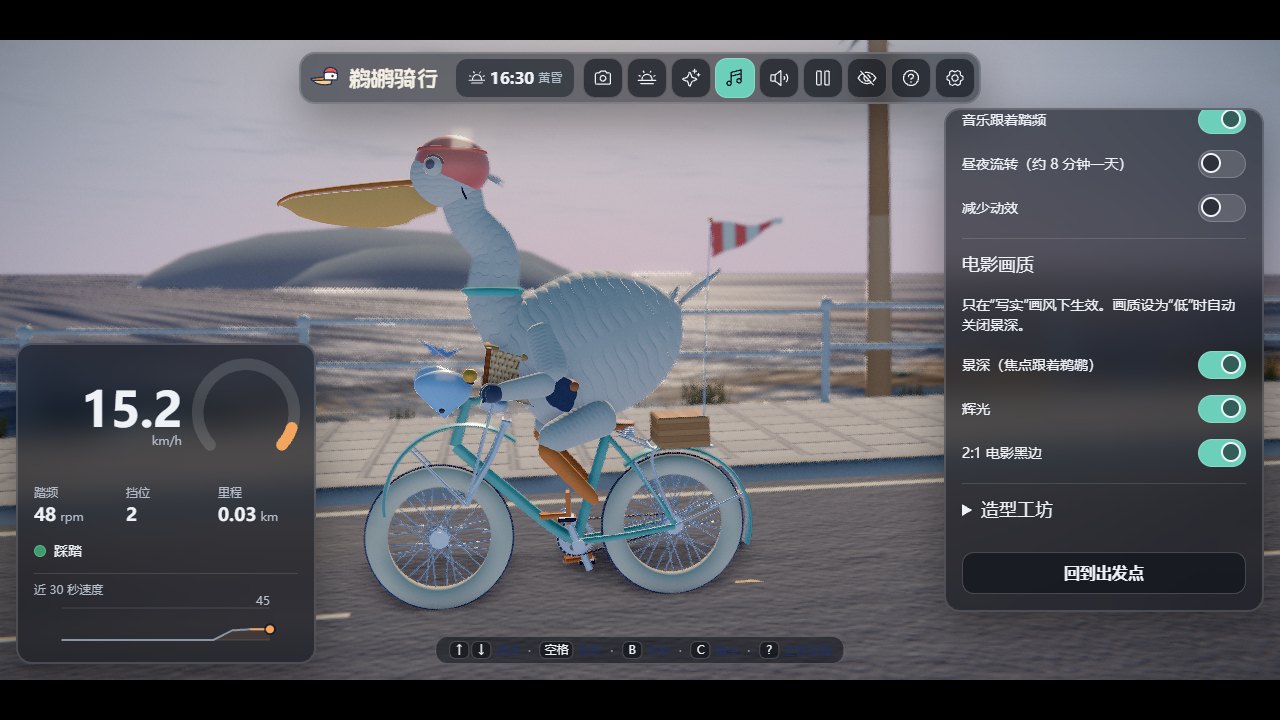 鹈鹕骑行
16:30 黄昏
音乐跟着踏频
昼夜流转（约 8 分钟一天）
减少动效
电影画质
只在“写实”画风下生效。画质设为“低”时自动
关闭景深。
景深（焦点跟着鹈鹕）
辉光
2:1 电影黑边
▶ 造型工坊
回到出发点
15.2
km/h
踏频 挡位 里程
48 rpm 2 0.03 km
踩踏
近 30 秒速度
45
↑ ↓ · 空格 · B · C · ?